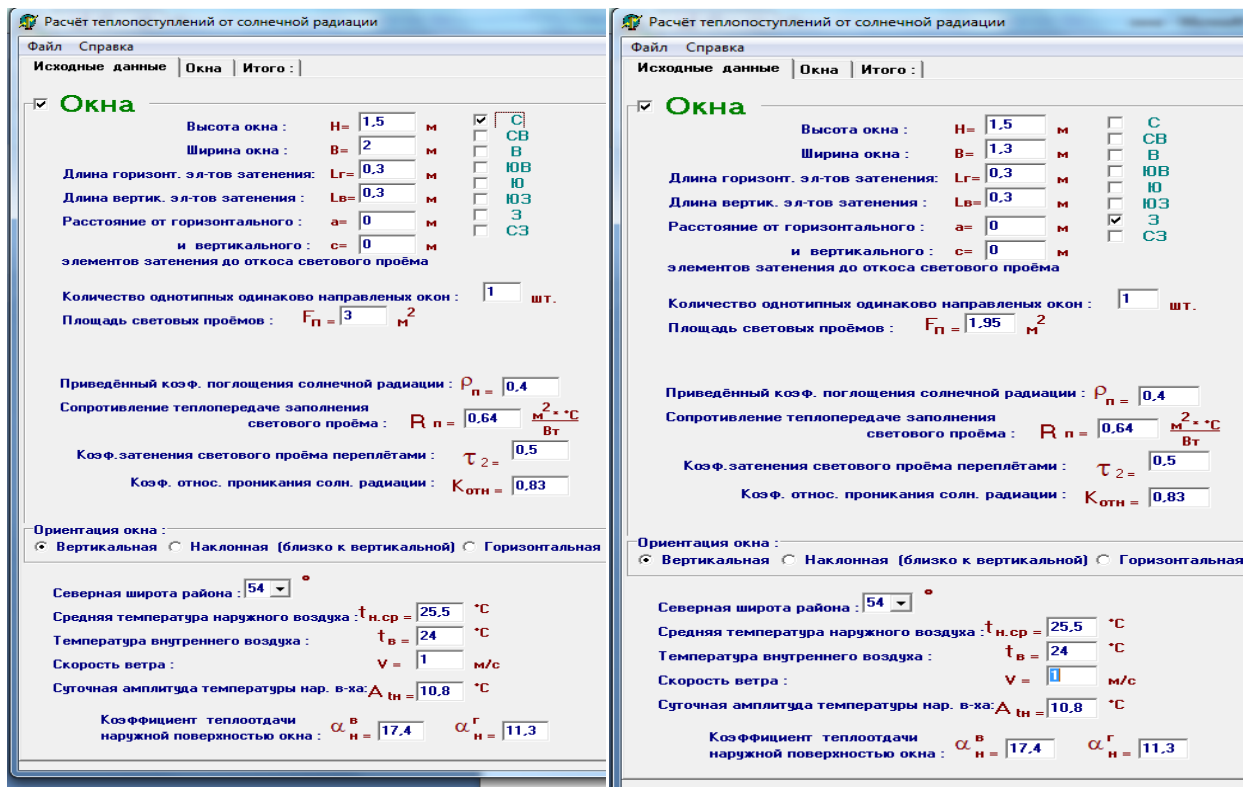 Расчёт теплопоступлений от солнечной радиации
Файл Справка
Исходные данные Окна Итого :
Окна
Высота окна : H= 1,5 м С
СВ
Ширина окна : B= 2 м В
Длина горизонт. эл-тов затенения: Lг= 0,3 м ЮВ
Ю
Длина вертик. эл-тов затенения : Lв= 0,3 м ЮЗ
Расстояние от горизонтального : a= 0 м З
и вертикального : c= 0 м СЗ
элементов затенения до откоса светового проёма
Количество однотипных одинаково направленых окон : 1 шт.
Площадь световых проёмов : Fп = 3 м2
Приведённый коэф. поглощения солнечной радиации : ρп = 0,4
Сопротивление теплопередаче заполнения
светового проёма : R п = 0,64 м2 * °C
Вт
Коэф.затенения светового проёма переплётами : τ 2 = 0,5
Коэф. относ. проникания солн. радиации : Kотн = 0,83
Ориентация окна :
Вертикальная Наклонная (близко к вертикальной) Горизонтальная
Северная широта района : 54 °
Средняя температура наружного воздуха : tн.ср = 25,5 °C
Температура внутреннего воздуха : tв = 24 °C
Скорость ветра : V = 1 м/с
Суточная амплитуда температуры нар. в-ха: A tн = 10,8 °C
Коэффициент теплоотдачи
наружной поверхностью окна : α в н = 17,4 α г н = 11,3
Расчёт теплопоступлений от солнечной радиации
Файл Справка
Исходные данные Окна Итого :
Окна
Высота окна : H= 1,5 м С
СВ
Ширина окна : B= 1,3 м В
Длина горизонт. эл-тов затенения: Lг= 0,3 м ЮВ
Ю
Длина вертик. эл-тов затенения : Lв= 0,3 м ЮЗ
Расстояние от горизонтального : a= 0 м З
и вертикального : c= 0 м СЗ
элементов затенения до откоса светового проёма
Количество однотипных одинаково направленых окон : 1 шт.
Площадь световых проёмов : Fп = 1,95 м2
Приведённый коэф. поглощения солнечной радиации : ρп = 0,4
Сопротивление теплопередаче заполнения
светового проёма : R п = 0,64 м2 * °C
Вт
Коэф.затенения светового проёма переплётами : τ 2 = 0,5
Коэф. относ. проникания солн. радиации : Kотн = 0,83
Ориентация окна :
Вертикальная Наклонная (близко к вертикальной) Горизонтальная
Северная широта района : 54 °
Средняя температура наружного воздуха : tн.ср = 25,5 °C
Температура внутреннего воздуха : tв = 24 °C
Скорость ветра : V = 1 м/с
Суточная амплитуда температуры нар. в-ха: A tн = 10,8 °C
Коэффициент теплоотдачи
наружной поверхностью окна : α в н = 17,4 α г н = 11,3